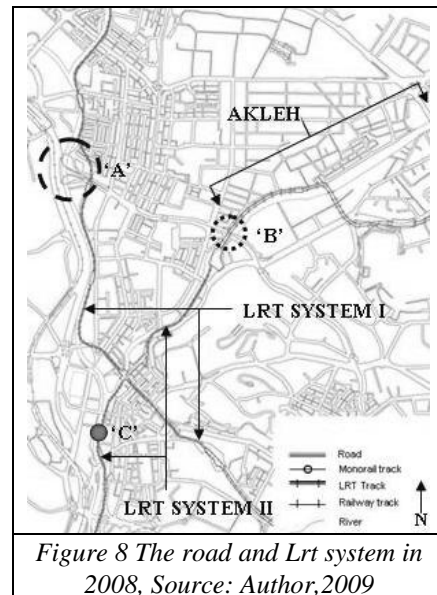 AKLEH
'A'
'B'
LRT SYSTEM I
'C'
LRT SYSTEM II
Road
Monorail track
LRT Track
Railway track
River
N
Figure 8 The road and Lrt system in
2008, Source: Author,2009